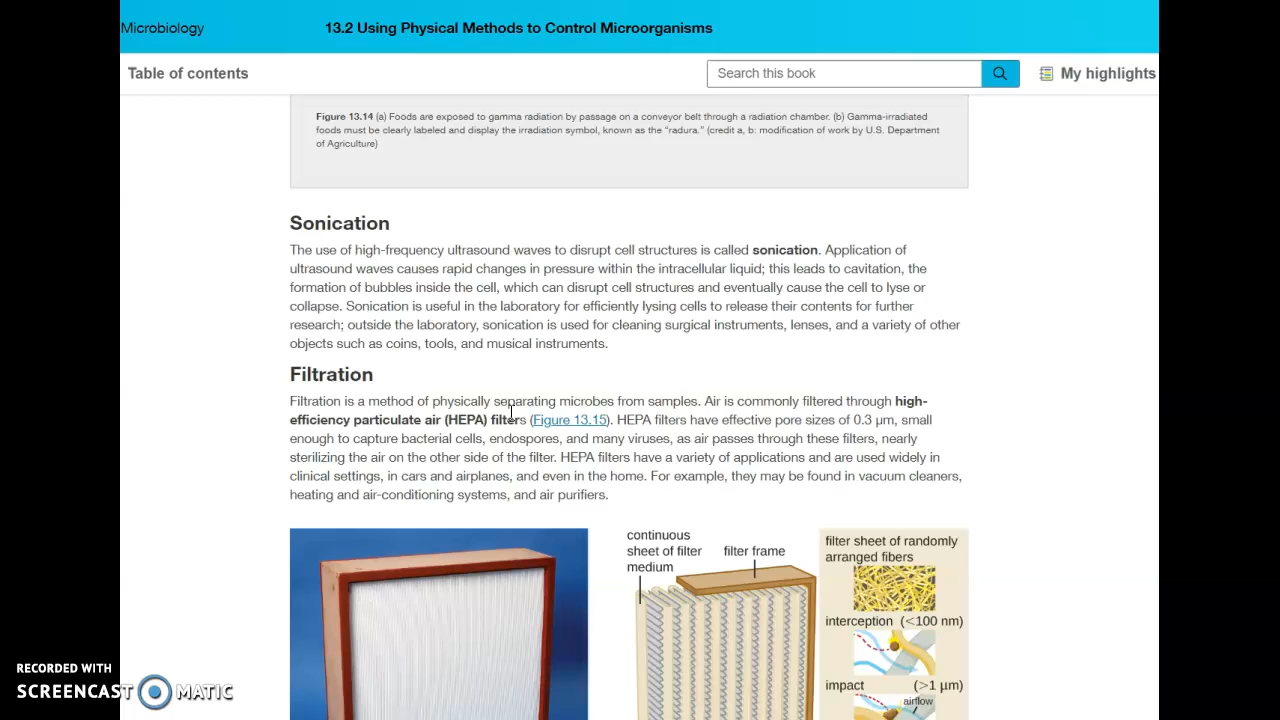 Microbiology
13.2 Using Physical Methods to Control Microorganisms
Table of contents
Search this book
My highlights
Figure 13.14 (a) Foods are exposed to gamma radiation by passage on a conveyor belt through a radiation chamber. (b) Gamma-irradiated
foods must be clearly labeled and display the irradiation symbol, known as the “radura.” (credit a, b: modification of work by U.S. Department
of Agriculture)
Sonication
The use of high-frequency ultrasound waves to disrupt cell structures is called sonication. Application of
ultrasound waves causes rapid changes in pressure within the intracellular liquid; this leads to cavitation, the
formation of bubbles inside the cell, which can disrupt cell structures and eventually cause the cell to lyse or
collapse. Sonication is useful in the laboratory for efficiently lysing cells to release their contents for further
research; outside the laboratory, sonication is used for cleaning surgical instruments, lenses, and a variety of other
objects such as coins, tools, and musical instruments.
Filtration
Filtration is a method of physically separating microbes from samples. Air is commonly filtered through high-
efficiency particulate air (HEPA) filters (Figure 13.15). HEPA filters have effective pore sizes of 0.3 µm, small
enough to capture bacterial cells, endospores, and many viruses, as air passes through these filters, nearly
sterilizing the air on the other side of the filter. HEPA filters have a variety of applications and are used widely in
clinical settings, in cars and airplanes, and even in the home. For example, they may be found in vacuum cleaners,
heating and air-conditioning systems, and air purifiers.
continuous
sheet of filter
medium
filter frame
filter sheet of randomly
arranged fibers
interception (<100 nm)
impact (>1 µm)
airflow
RECORDED WITH
SCREENCAST MATIC